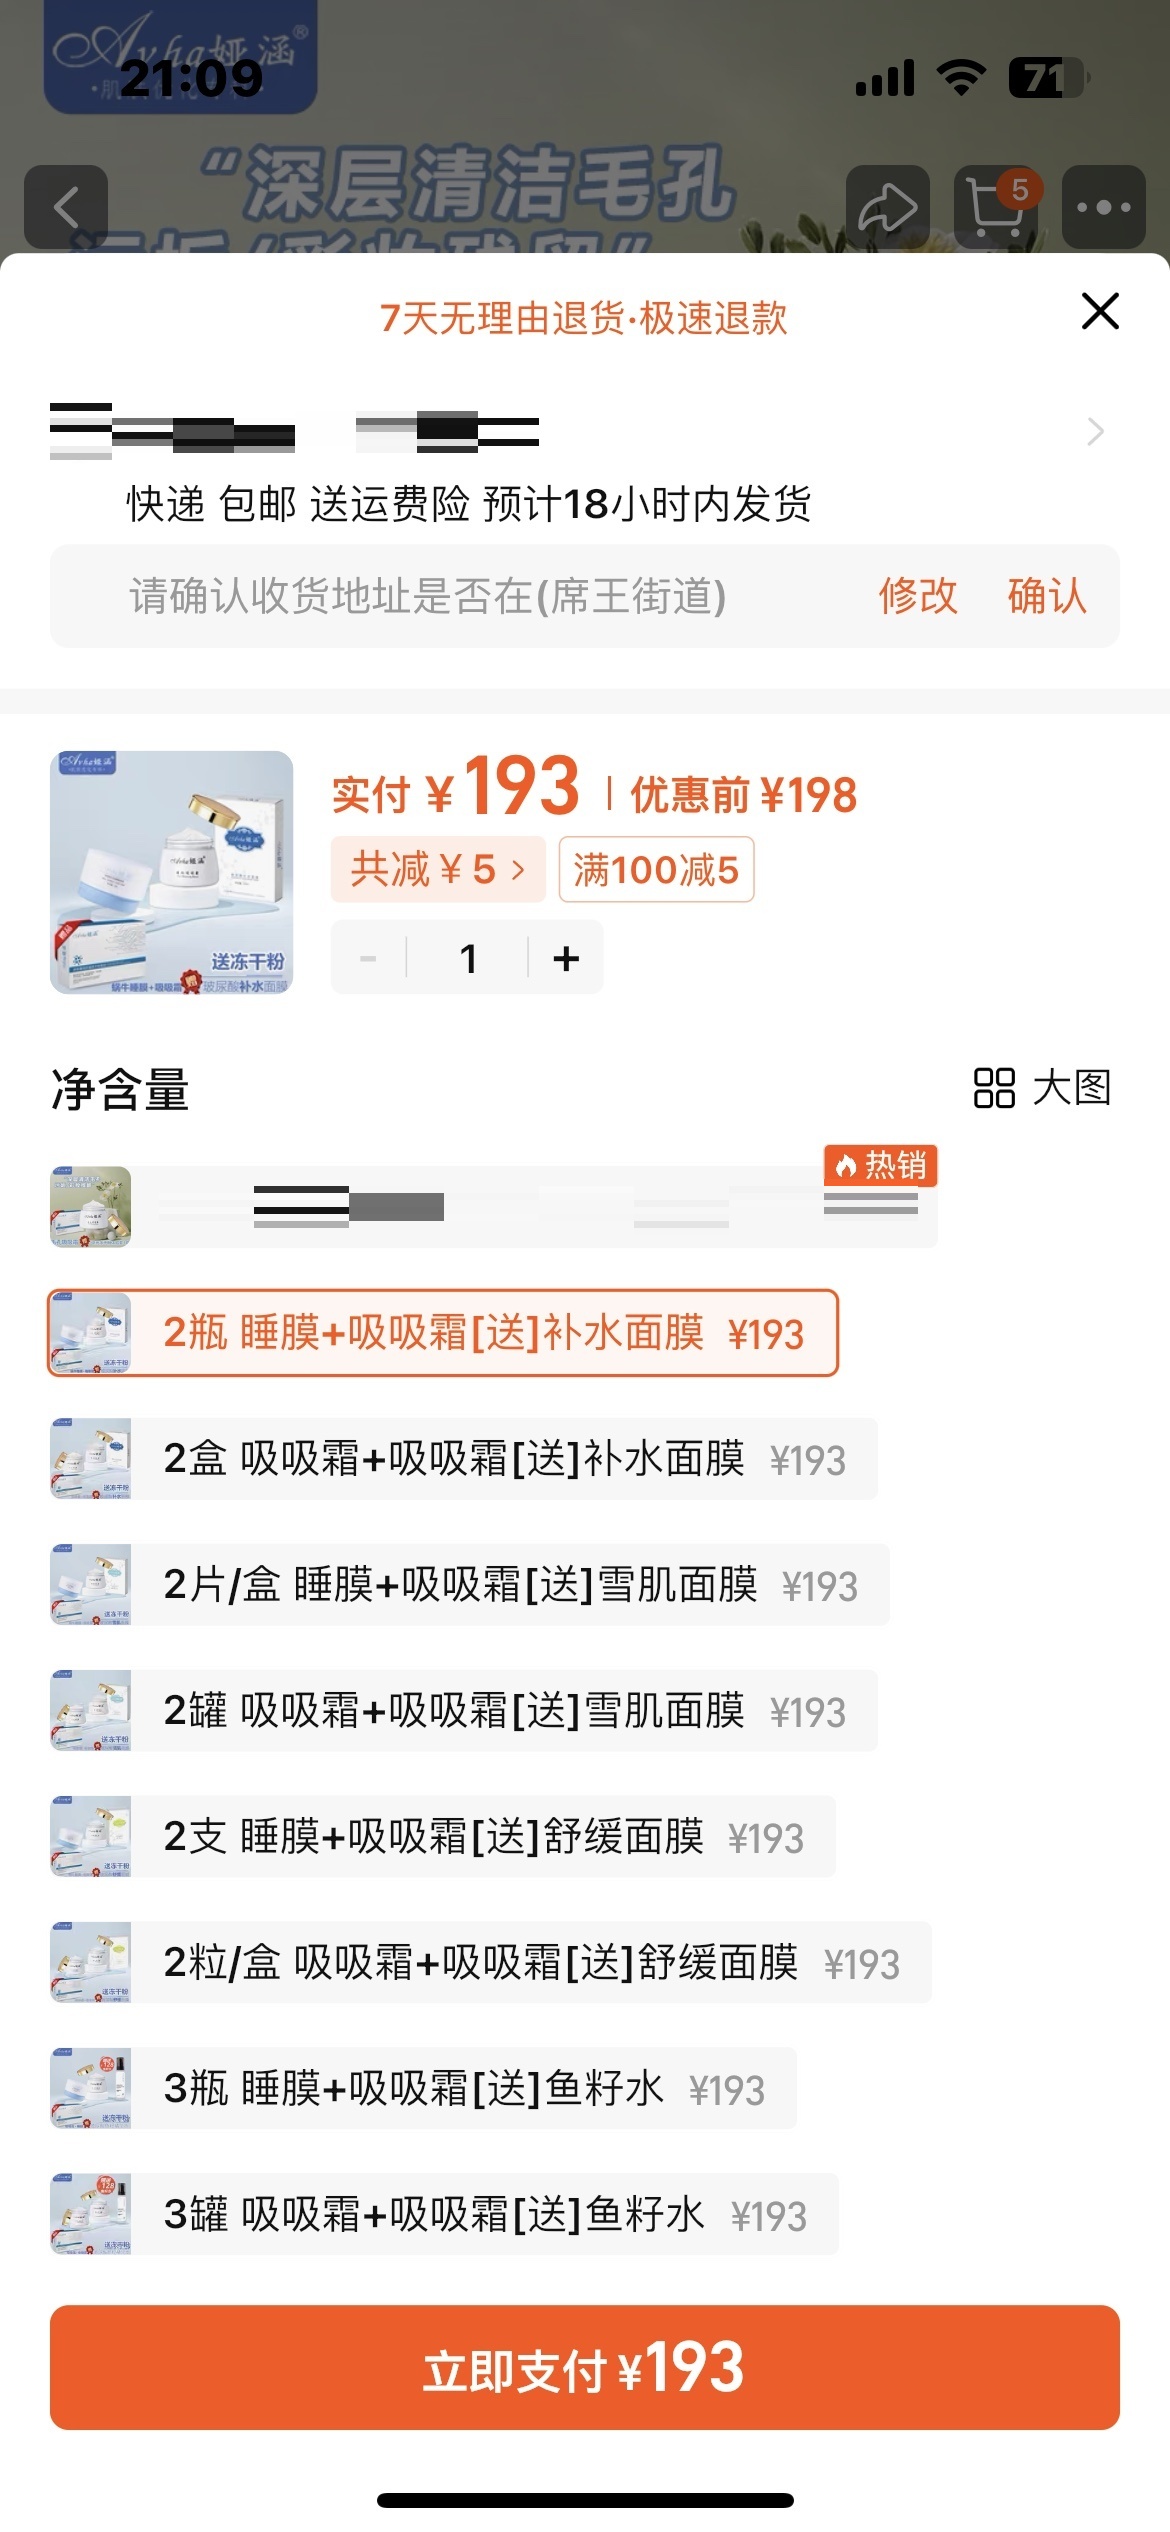 Avha娅涵®
21:09
71
“深层清洁毛孔
5
7天无理由退货·极速退款
快递 包邮 送运费险 预计18小时内发货
请确认收货地址是否在(席王街道)
修改 确认
实付 ¥193 | 优惠前 ¥198
共减 ¥5 > 满100减5
送冻干粉
- 1 +
净含量
大图
热销
2瓶 睡膜+吸吸霜[送]补水面膜 ¥193
2盒 吸吸霜+吸吸霜[送]补水面膜 ¥193
2片/盒 睡膜+吸吸霜[送]雪肌面膜 ¥193
2罐 吸吸霜+吸吸霜[送]雪肌面膜 ¥193
2支 睡膜+吸吸霜[送]舒缓面膜 ¥193
2粒/盒 吸吸霜+吸吸霜[送]舒缓面膜 ¥193
3瓶 睡膜+吸吸霜[送]鱼籽水 ¥193
3罐 吸吸霜+吸吸霜[送]鱼籽水 ¥193
立即支付 ¥193